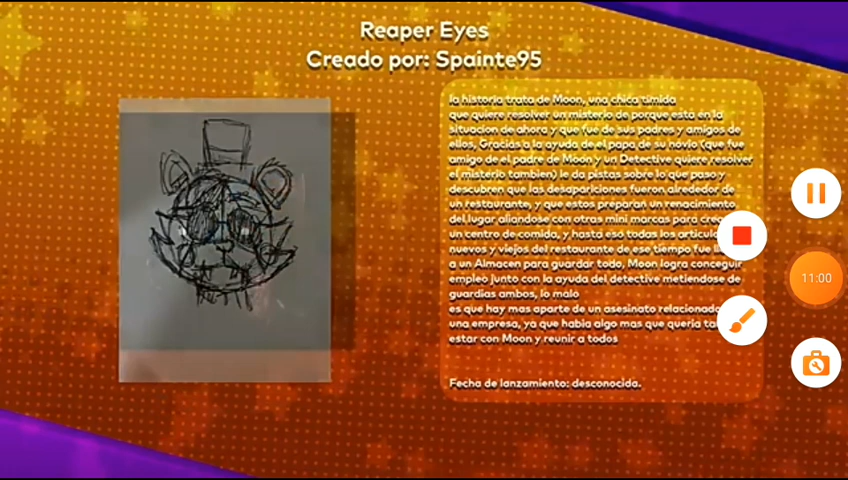 Reaper Eyes
Creado por: Spainte95
la historia trata de Moon, una chica timida
que quiere resolver un misterio de porque esta en la
situacion de ahora y que fue de sus padres y amigos de
ellos, Gracias a la ayuda de el papa de su novio (que fue
amigo de el padre de Moon y un Detective quiere resolver
el misterio tambien) le da pistas sobre lo que paso y
descubren que las desapariciones fueron alrededor de
un restaurante, y que estos preparan un renacimiento
del lugar aliandose con otras mini marcas para
un centro de comida, y hasta eso todas los
nuevos y viejos del restaurante de ese tiempo fue
a un Almacen para guardar todo, Moon logra conseguir
empleo junto con la ayuda del detective metiendose de
guardias ambos, lo malo
es que hay mas aparte de un asesinato
una empresa, ya que habia algo mas que queria
estar con Moon y reunir a todos
Fecha de lanzamiento: desconocida.
11:00